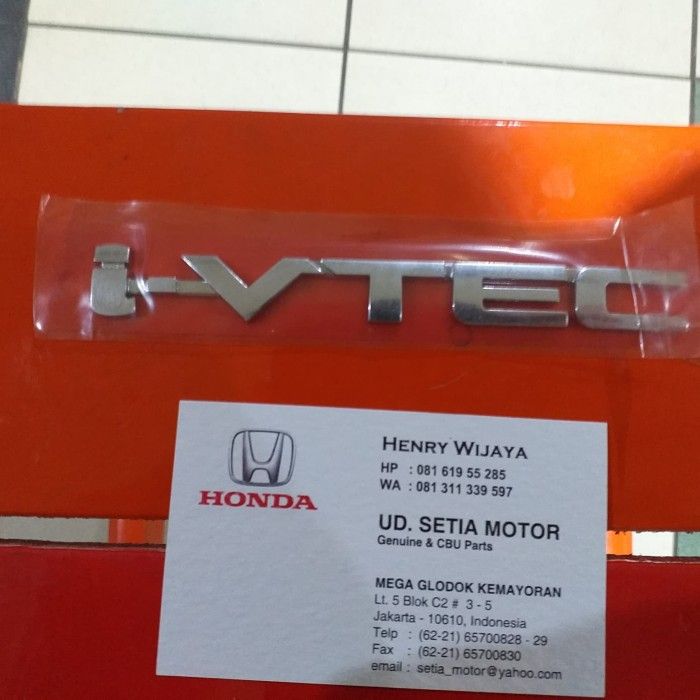 i-VTEC
HONDA
HENRY WIJAYA
HP : 081 619 55 285
WA : 081 311 339 597
UD. SETIA MOTOR
Genuine & CBU Parts
MEGA GLODOK KEMAYORAN
Lt. 5 Blok C2 # 3 - 5
Jakarta - 10610, Indonesia
Telp : (62-21) 65700828 - 29
Fax : (62-21) 65700830
email : setia_motor@yahoo.com